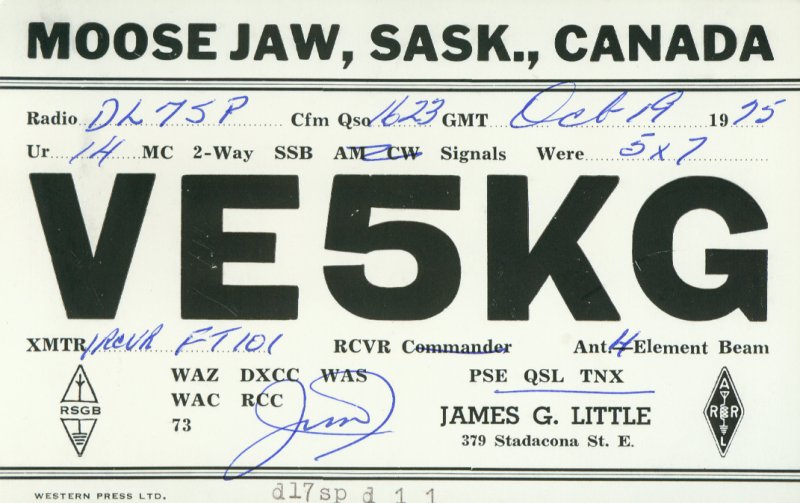 MOOSE JAW, SASK., CANADA
Radio DL7SP Cfm Qso 1623 GMT Oct 19 1975
Ur 14 MC 2-Way SSB AM CW Signals Were 5x7
VE5KG
XMTR/RCVR FT101 RCVR Commander Ant. 4 Element Beam
WAZ DXCC WAS PSE QSL TNX
WAC RCC
73 Jim JAMES G. LITTLE
379 Stadacona St. E.
RSGB
ARRL
WESTERN PRESS LTD.
dl7sp d 1 1